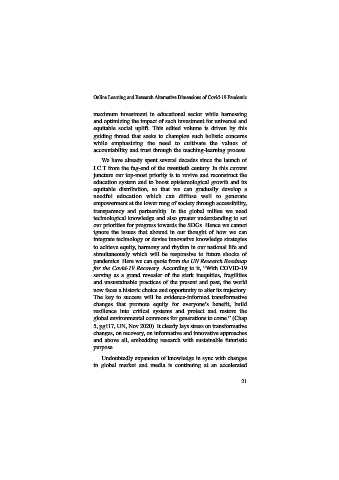 Online Learning and Research Alternative Dimensions of Covid-19 Pandemic
maximum investment in educational sector while harnessing
and optimizing the impact of such investment for universal and
equitable social uplift. This edited volume is driven by this
guiding thread that seeks to champion such holistic concerns
while emphasizing the need to cultivate the values of
accountability and trust through the teaching-learning process.
We have already spent several decades since the launch of
I C T from the fag-end of the twentieth century. In this current
juncture our top-most priority is to revive and reconstruct the
education system and to boost epistemological growth and its
equitable distribution, so that we can gradually develop a
needful education which can diffuse well to generate
empowerment at the lower rung of society through accessibility,
transparency and partnership. In the global milieu we need
technological knowledge and also greater understanding to set
our priorities for progress towards the SDGs. Hence we cannot
ignore the issues that abound in our thought of how we can
integrate technology or devise innovative knowledge strategies
to achieve equity, harmony and rhythm in our national life and
simultaneously which will be responsive to future shocks of
pandemics. Here we can quote from the UN Research Roadmap
for the Covid-19 Recovery. According to it, "With COVID-19
serving as a grand revealer of the stark inequities, fragilities
and unsustainable practices of the present and past, the world
now faces a historic choice and opportunity to alter its trajectory.
The key to success will be evidence-informed transformative
changes that promote equity for everyone's benefit, build
resilience into critical systems and protect and restore the
global environmental commons for generations to come." (Chap
5, pg117, UN, Nov 2020). It clearly lays stress on transformative
changes, on recovery, on informative and innovative approaches
and above all, embedding research with sustainable futuristic
purpose.
Undoubtedly expansion of knowledge in sync with changes
in global market and media is continuing at an accelerated
21